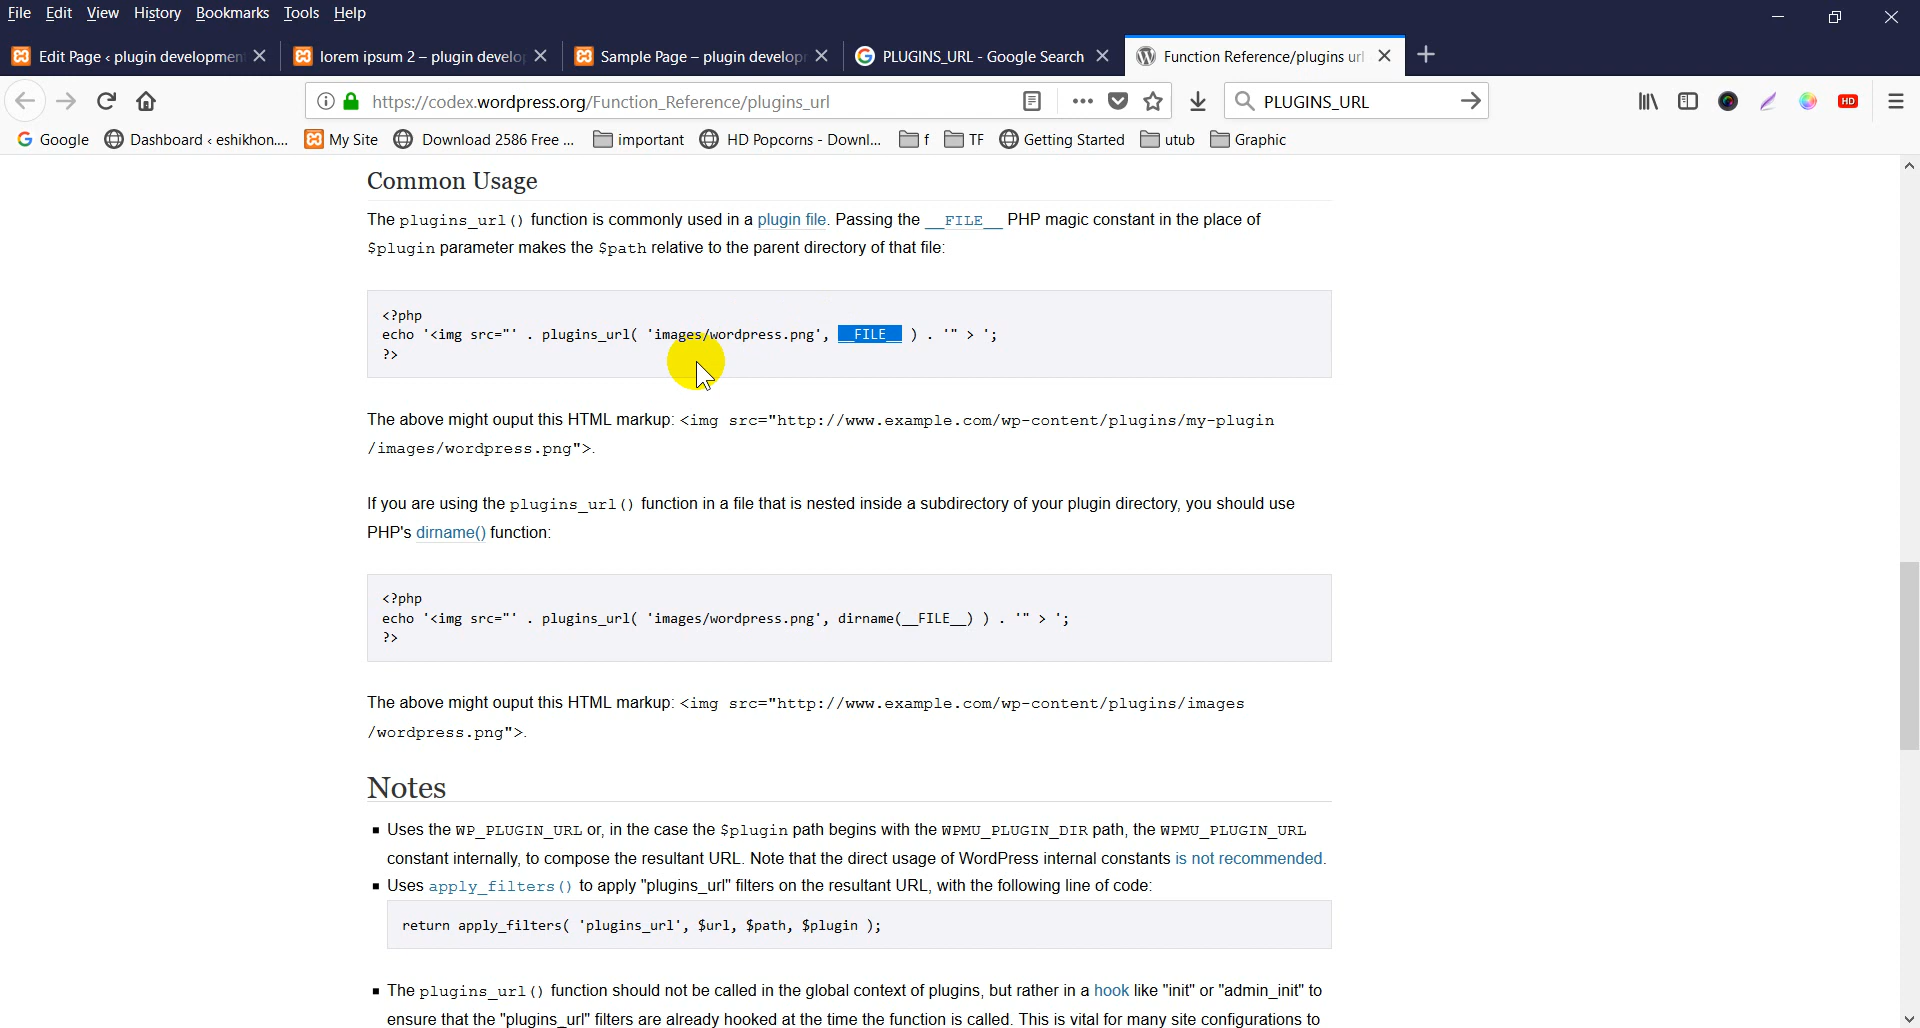 File Edit View History Bookmarks Tools Help
Edit Page ‹ plugin developmen
lorem ipsum 2 – plugin develo
Sample Page – plugin develop
PLUGINS_URL - Google Search
Function Reference/plugins url
https://codex.wordpress.org/Function_Reference/plugins_url
PLUGINS_URL
HD
Google
Dashboard ‹ eshikhon....
My Site
Download 2586 Free ...
important
HD Popcorns - Downl...
f
TF
Getting Started
utub
Graphic
Common Usage
The plugins_url() function is commonly used in a plugin file. Passing the __FILE__ PHP magic constant in the place of
$plugin parameter makes the $path relative to the parent directory of that file:
<?php
echo '<img src="' . plugins_url( 'images/wordpress.png', __FILE__ ) . '" > ';
?>
The above might ouput this HTML markup: <img src="http://www.example.com/wp-content/plugins/my-plugin
/images/wordpress.png">.
If you are using the plugins_url() function in a file that is nested inside a subdirectory of your plugin directory, you should use
PHP's dirname() function:
<?php
echo '<img src="' . plugins_url( 'images/wordpress.png', dirname(__FILE__) ) . '" > ';
?>
The above might ouput this HTML markup: <img src="http://www.example.com/wp-content/plugins/images
/wordpress.png">.
Notes
Uses the WP_PLUGIN_URL or, in the case the $plugin path begins with the WPMU_PLUGIN_DIR path, the WPMU_PLUGIN_URL
constant internally, to compose the resultant URL. Note that the direct usage of WordPress internal constants is not recommended.
Uses apply_filters() to apply "plugins_url" filters on the resultant URL, with the following line of code:
return apply_filters( 'plugins_url', $url, $path, $plugin );
The plugins_url() function should not be called in the global context of plugins, but rather in a hook like "init" or "admin_init" to
ensure that the "plugins_url" filters are already hooked at the time the function is called. This is vital for many site configurations to